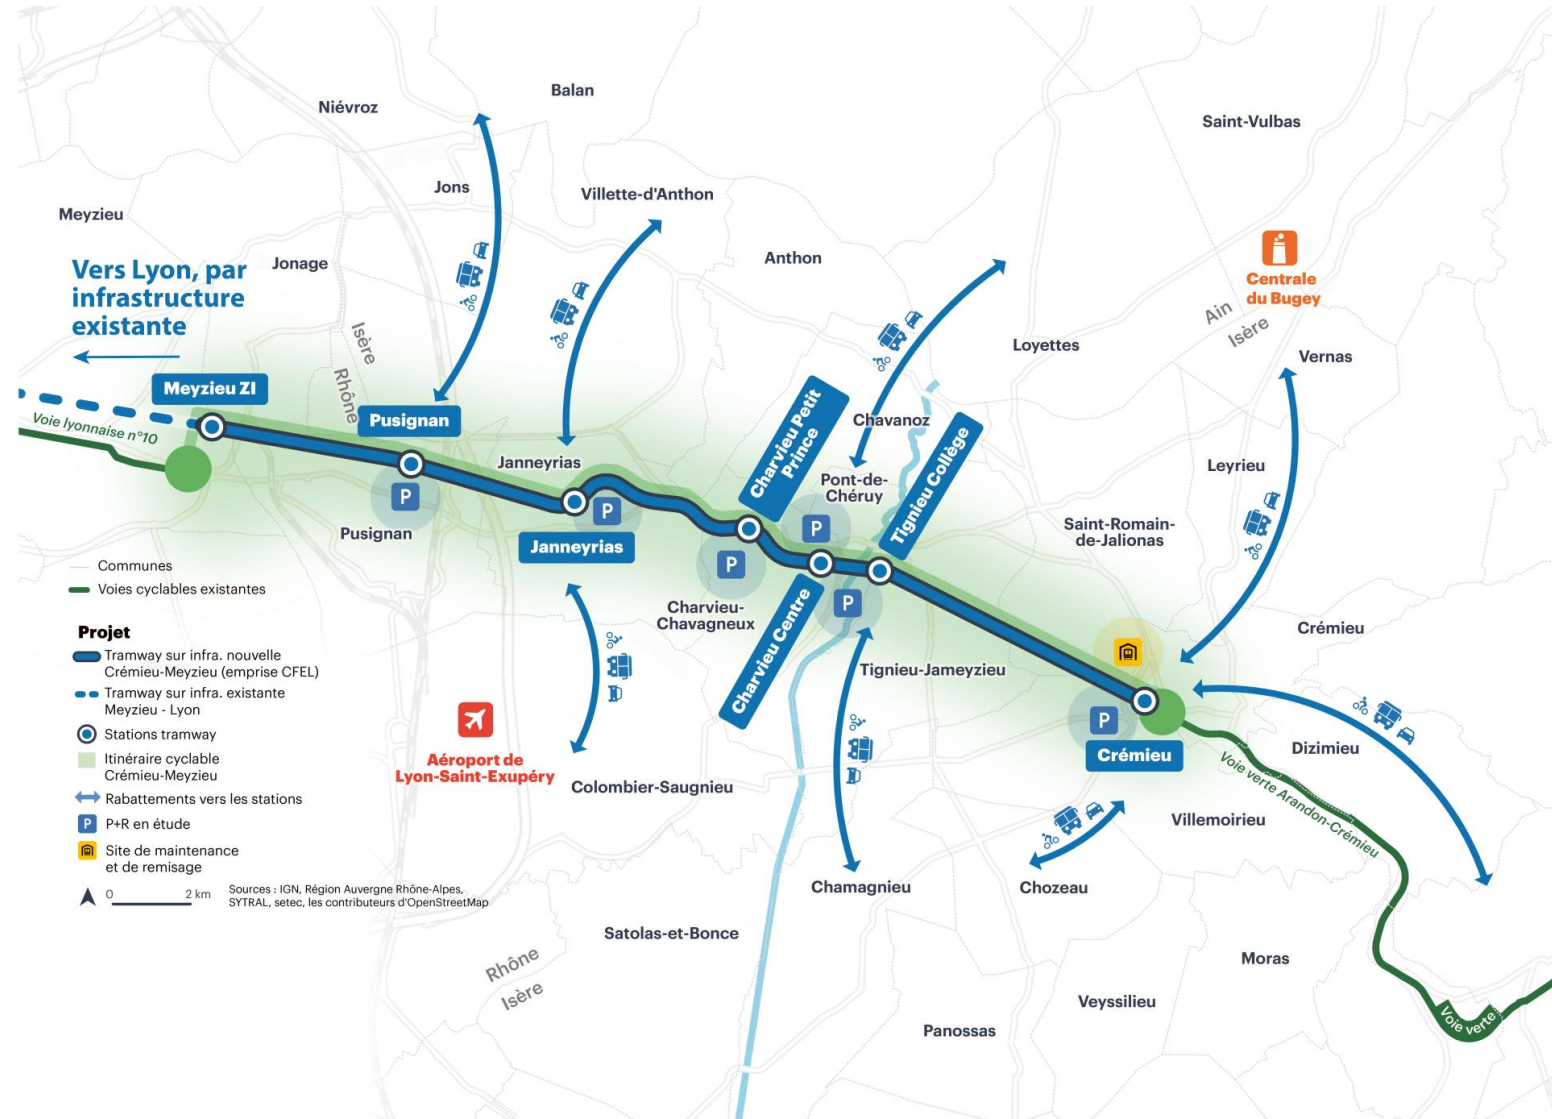 Balan
Niévroz
Saint-Vulbas
Jons
Villette-d'Anthon
Meyzieu
Anthon
Jonage
Vers Lyon, par
infrastructure
existante
Centrale
du Bugey
Ain
Isère
Isère
Rhône
Loyettes
Vernas
Meyzieu ZI
Pusignan
Voie lyonnaise n°10
Charvieu Petit
Prince
Chavanoz
Tignieu Collège
Janneyrias
Leyrieu
Pont-de-
Chéruy
P
P
P
Pusignan
Janneyrias
Saint-Romain-
de-Jalionas
P
P
Charvieu-
Chavagneux
Charvieu Centre
Crémieu
Tignieu-Jameyzieu
P
Crémieu
Dizimieu
Voie verte Arandon-Crémieu
Aéroport de
Lyon-Saint-Exupéry
Colombier-Saugnieu
Villemoirieu
Chamagnieu
Chozeau
Satolas-et-Bonce
Rhône
Isère
Moras
Veyssilieu
Panossas
Voie verte
Communes
Voies cyclables existantes
Projet
Tramway sur infra. nouvelle
Crémieu-Meyzieu (emprise CFEL)
Tramway sur infra. existante
Meyzieu - Lyon
Stations tramway
Itinéraire cyclable
Crémieu-Meyzieu
Rabattements vers les stations
P P+R en étude
Site de maintenance
et de remisage
0 2 km
Sources : IGN, Région Auvergne Rhône-Alpes,
SYTRAL, setec, les contributeurs d'OpenStreetMap